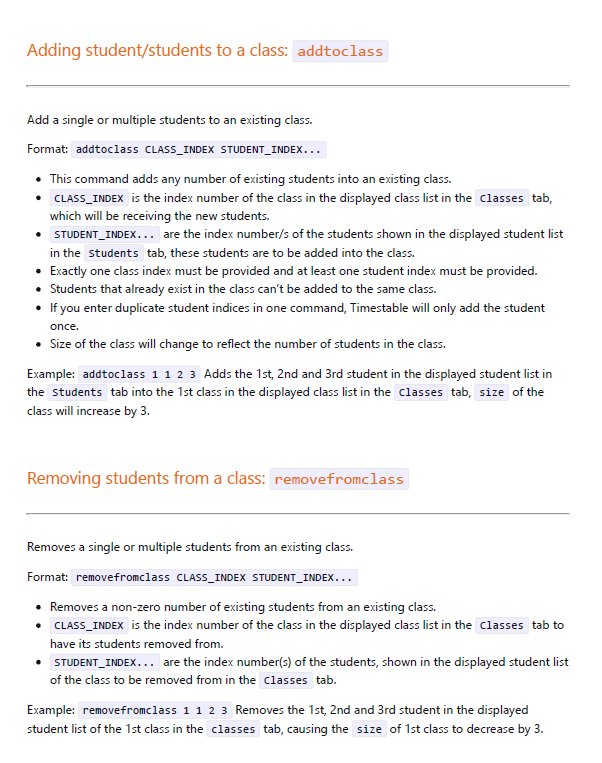 Adding student/students to a class: addtoclass
Add a single or multiple students to an existing class.
Format: addtoclass CLASS_INDEX STUDENT_INDEX...
• This command adds any number of existing students into an existing class.
• CLASS_INDEX is the index number of the class in the displayed class list in the Classes tab,
which will be receiving the new students.
• STUDENT_INDEX... are the index number/s of the students shown in the displayed student list
in the Students tab, these students are to be added into the class.
• Exactly one class index must be provided and at least one student index must be provided.
• Students that already exist in the class can't be added to the same class.
• If you enter duplicate student indices in one command, Timestable will only add the student
once.
• Size of the class will change to reflect the number of students in the class.
Example: addtoclass 1 1 2 3 Adds the 1st, 2nd and 3rd student in the displayed student list in
the Students tab into the 1st class in the displayed class list in the Classes tab, size of the
class will increase by 3.
Removing students from a class: removefromclass
Removes a single or multiple students from an existing class.
Format: removefromclass CLASS_INDEX STUDENT_INDEX...
• Removes a non-zero number of existing students from an existing class.
• CLASS_INDEX is the index number of the class in the displayed class list in the Classes tab to
have its students removed from.
• STUDENT_INDEX... are the index number(s) of the students, shown in the displayed student list
of the class to be removed from in the Classes tab.
Example: removefromclass 1 1 2 3 Removes the 1st, 2nd and 3rd student in the displayed
student list of the 1st class in the classes tab, causing the size of 1st class to decrease by 3.